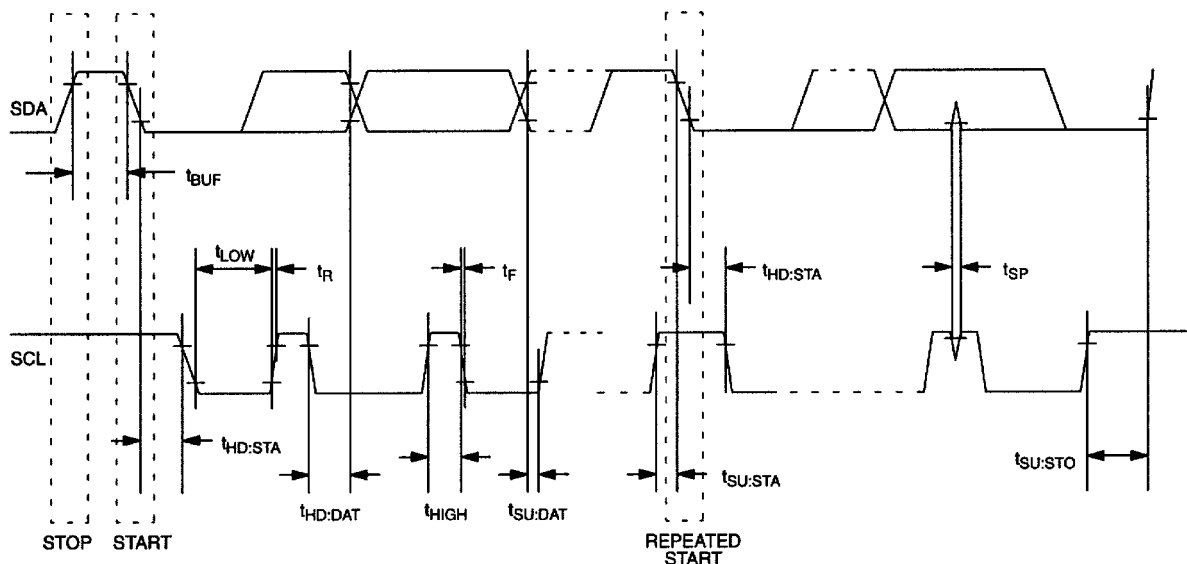 SDA
tBUF
tLOW
tR
tF
tHD:STA
tSP
SCL
tHD:STA
tSU:STA
tSU:STO
tHD:DAT
tHIGH
tSU:DAT
STOP
START
REPEATED
START